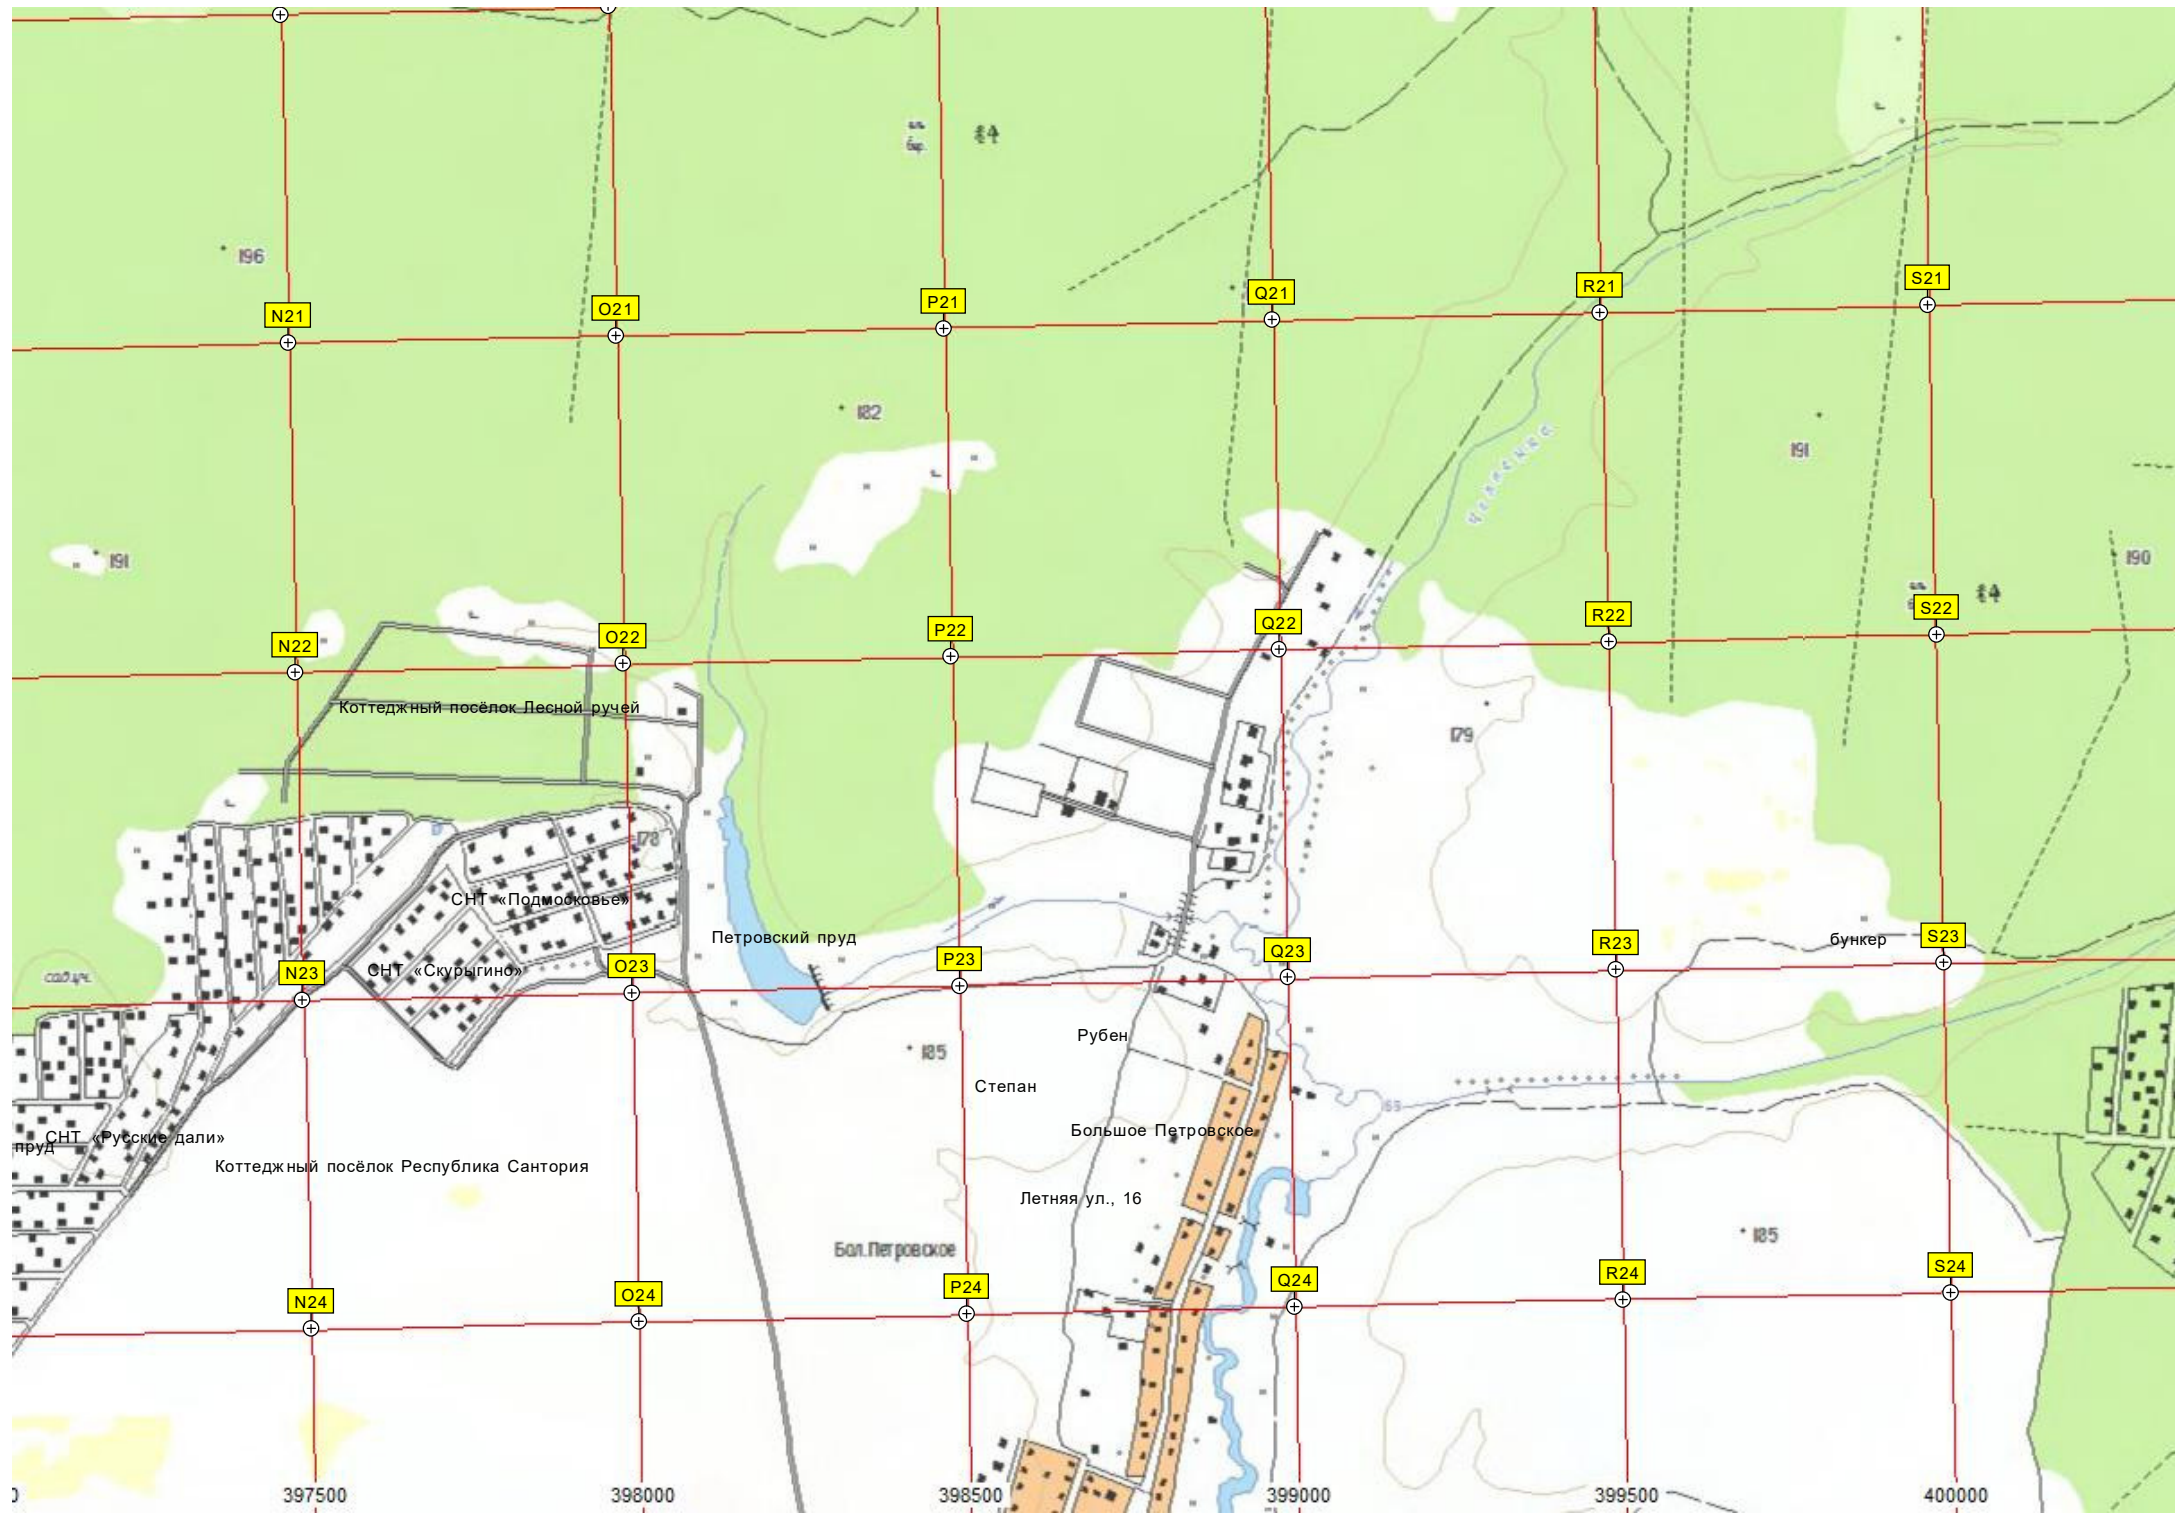 196
N21
O21
P21
Q21
R21
S21
182
191
191
190
N22
O22
P22
Q22
R22
S22
Коттеджный посёлок Лесной ручей
179
178
СНТ «Подмосковье»
Петровский пруд
бункер
СНТ «Скурыгино»
сад.уч.
N23
O23
P23
Q23
R23
S23
Рубен
185
Степан
Большое Петровское
СНТ «Русские дали»
пруд
Коттеджный посёлок Республика Сантория
Летняя ул., 16
185
Бол.Петровское
N24
O24
P24
Q24
R24
S24
0
397500
398000
398500
399000
399500
400000